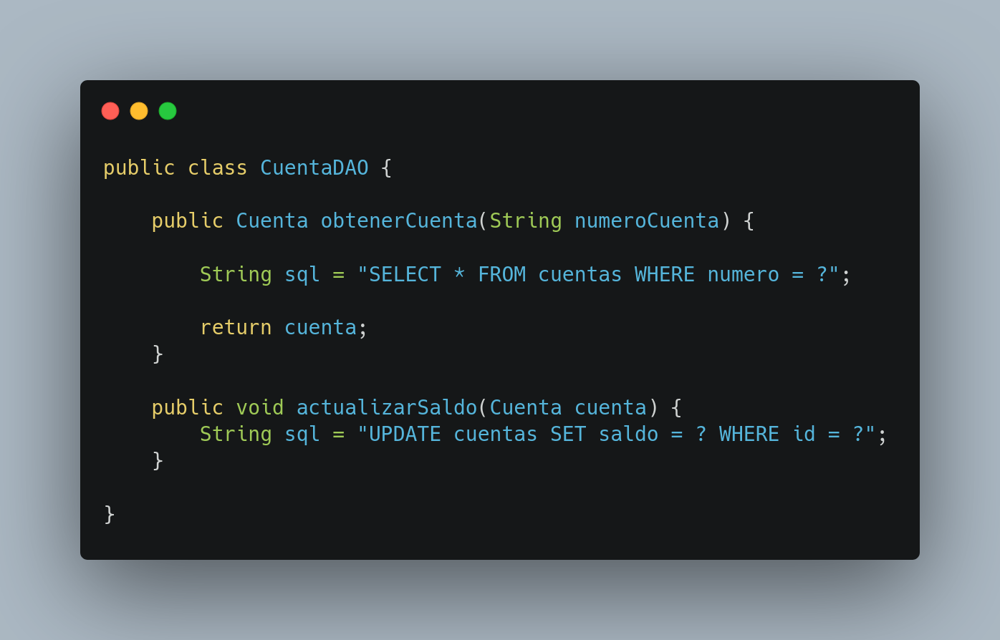 public class CuentaDAO {
public Cuenta obtenerCuenta(String numeroCuenta) {
String sql = "SELECT * FROM cuentas WHERE numero = ?";
return cuenta;
}
public void actualizarSaldo(Cuenta cuenta) {
String sql = "UPDATE cuentas SET saldo = ? WHERE id = ?";
}
}